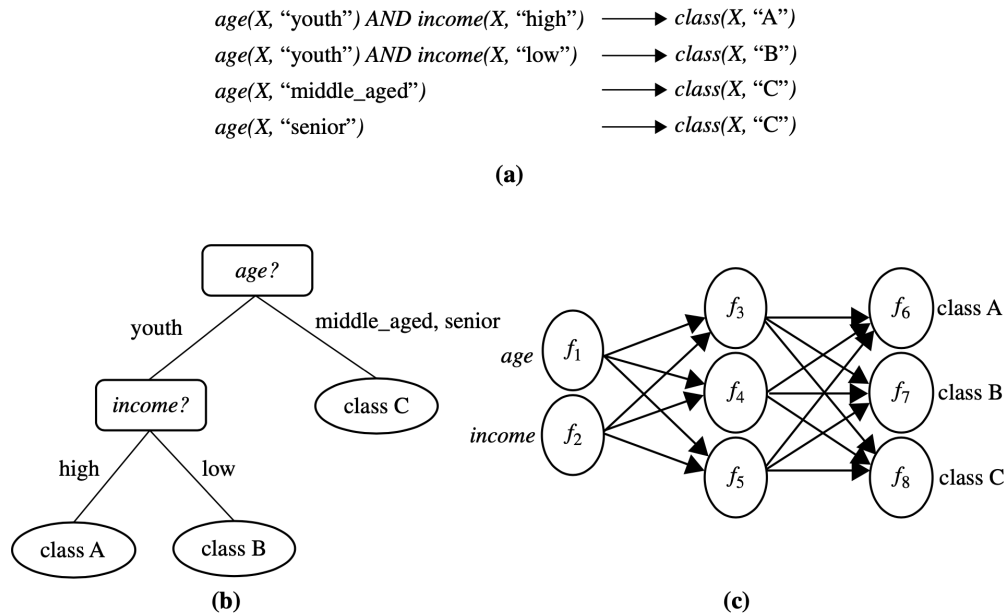 age(X, “youth”) AND income(X, “high”) class(X, “A”)
age(X, “youth”) AND income(X, “low”) class(X, “B”)
age(X, “middle_aged”) class(X, “C”)
age(X, “senior”) class(X, “C”)
(a)
age?
youth
middle_aged, senior
income?
class C
high
low
class A
class B
(b)
age
income
f1
f2
f3
f4
f5
f6
f7
f8
class A
class B
class C
(c)